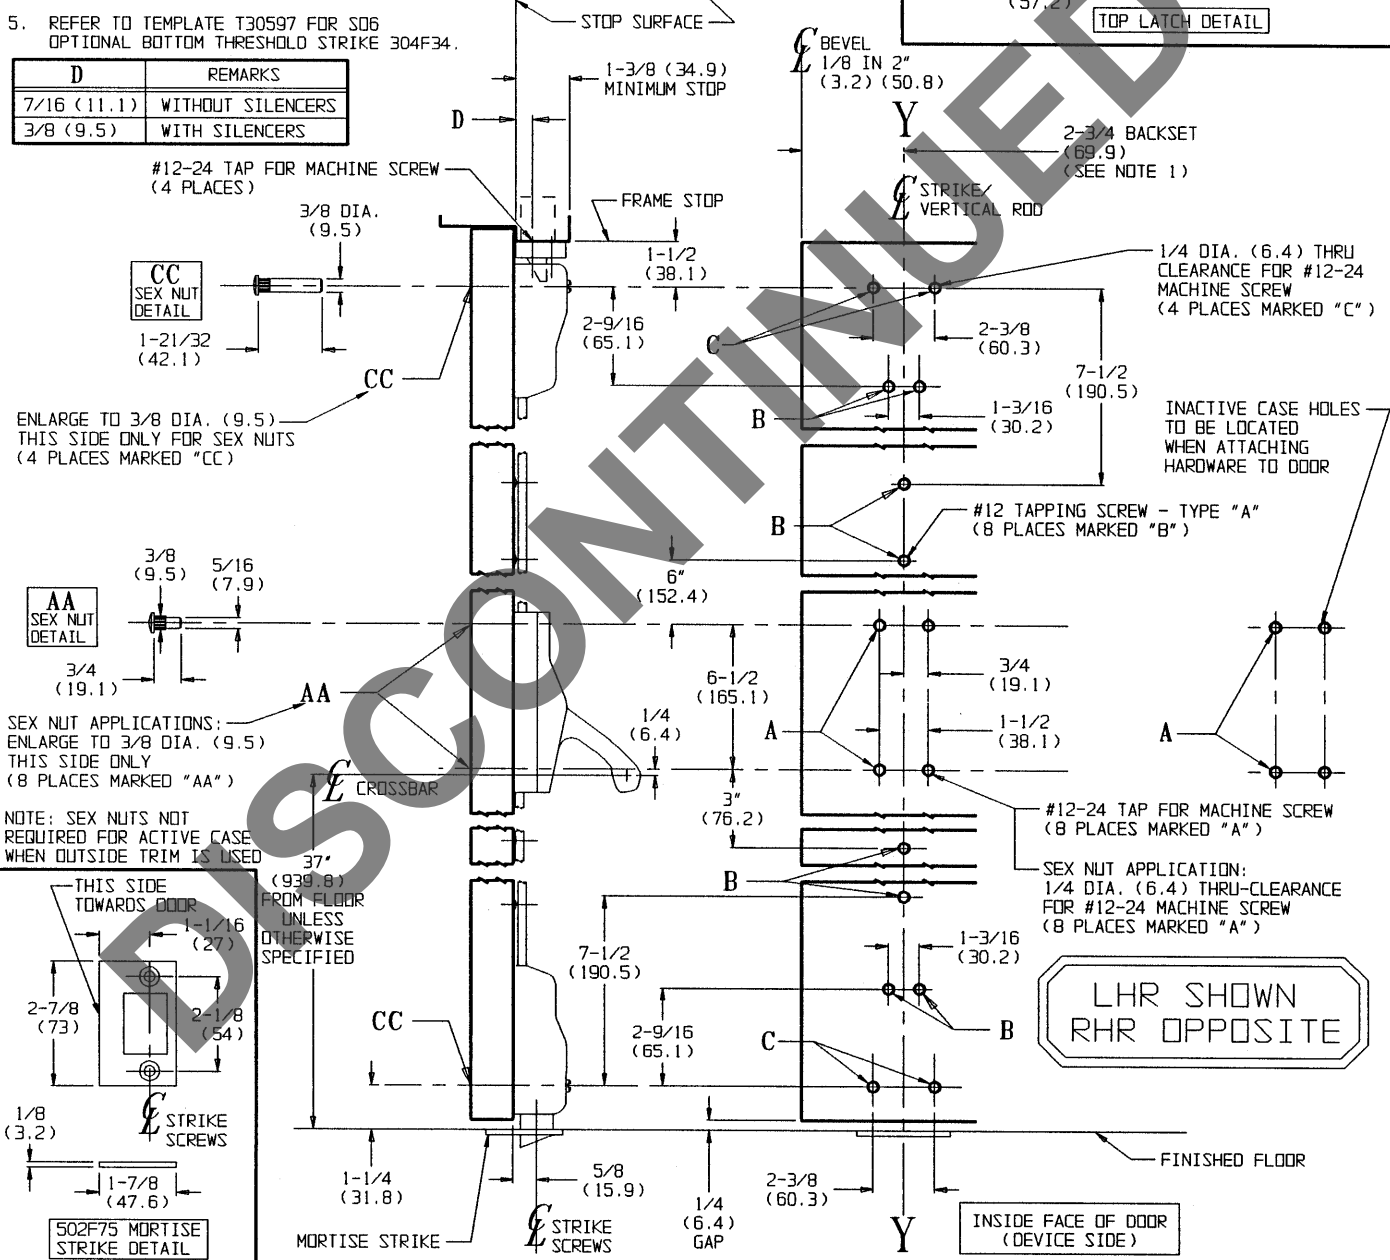 5. REFER TO TEMPLATE T30597 FOR S06
OPTIONAL BOTTOM THRESHOLD STRIKE 304F34.
D REMARKS
7/16 (11.1) WITHOUT SILENCERS
3/8 (9.5) WITH SILENCERS
STOP SURFACE
1-3/8 (34.9)
MINIMUM STOP
D
#12-24 TAP FOR MACHINE SCREW
(4 PLACES)
FRAME STOP
(57.2)
TOP LATCH DETAIL
CL BEVEL
1/8 IN 2"
(3.2) (50.8)
Y
2-3/4 BACKSET
(69.9)
(SEE NOTE 1)
CL STRIKE/
VERTICAL ROD
3/8 DIA.
(9.5)
CC
SEX NUT
DETAIL
1-21/32
(42.1)
CC
ENLARGE TO 3/8 DIA. (9.5)
THIS SIDE ONLY FOR SEX NUTS
(4 PLACES MARKED "CC)
1-1/2
(38.1)
2-9/16
(65.1)
1/4 DIA. (6.4) THRU
CLEARANCE FOR #12-24
MACHINE SCREW
(4 PLACES MARKED "C")
C
2-3/8
(60.3)
7-1/2
(190.5)
B
1-3/16
(30.2)
INACTIVE CASE HOLES
TO BE LOCATED
WHEN ATTACHING
HARDWARE TO DOOR
B
#12 TAPPING SCREW - TYPE "A"
(8 PLACES MARKED "B")
3/8
(9.5)
5/16
(7.9)
AA
SEX NUT
DETAIL
3/4
(19.1)
6"
(152.4)
6-1/2
(165.1)
3/4
(19.1)
AA
SEX NUT APPLICATIONS:
ENLARGE TO 3/8 DIA. (9.5)
THIS SIDE ONLY
(8 PLACES MARKED "AA")
1/4
(6.4)
A
1-1/2
(38.1)
A
CL CROSSBAR
3"
(76.2)
#12-24 TAP FOR MACHINE SCREW
(8 PLACES MARKED "A")
NOTE: SEX NUTS NOT
REQUIRED FOR ACTIVE CASE
WHEN OUTSIDE TRIM IS USED
37"
(939.8)
FROM FLOOR
UNLESS
OTHERWISE
SPECIFIED
B
SEX NUT APPLICATION:
1/4 DIA. (6.4) THRU-CLEARANCE
FOR #12-24 MACHINE SCREW
(8 PLACES MARKED "A")
THIS SIDE
TOWARDS DOOR
1-1/16
(27)
2-7/8
(73)
2-1/8
(54)
CL STRIKE
SCREWS
1/8
(3.2)
1-7/8
(47.6)
502F75 MORTISE
STRIKE DETAIL
7-1/2
(190.5)
1-3/16
(30.2)
2-9/16
(65.1)
B
CC
C
LHR SHOWN
RHR OPPOSITE
1-1/4
(31.8)
5/8
(15.9)
MORTISE STRIKE
CL STRIKE
SCREWS
1/4
(6.4)
GAP
2-3/8
(60.3)
Y
FINISHED FLOOR
INSIDE FACE OF DOOR
(DEVICE SIDE)
DISCONTINUED